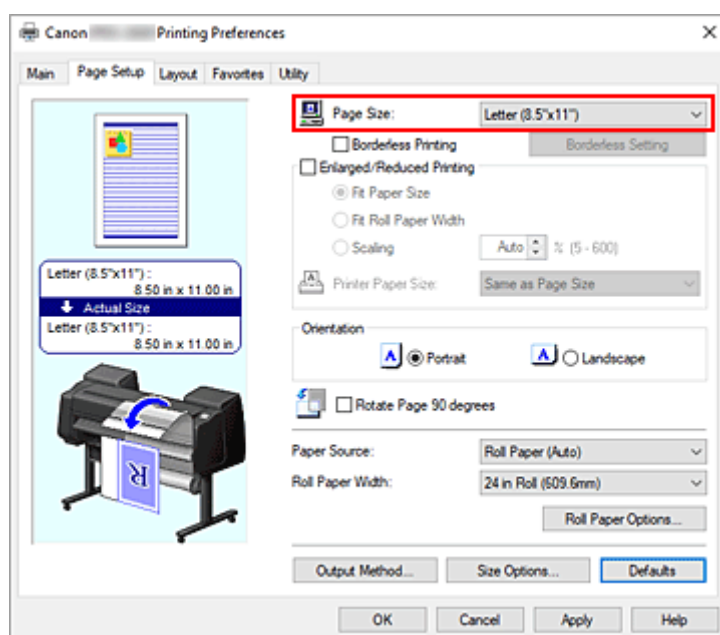 Canon Printing Preferences
Main Page Setup Layout Favorites Utility
Page Size: Letter (8.5"x11")
Borderless Printing Borderless Setting
Enlarged/Reduced Printing
Fit Paper Size
Fit Roll Paper Width
Scaling Auto % (5 - 600)
Printer Paper Size: Same as Page Size
Letter (8.5"x11") :
8.50 in x 11.00 in
Actual Size
Letter (8.5"x11") :
8.50 in x 11.00 in
Orientation
A Portrait A Landscape
Rotate Page 90 degrees
Paper Source: Roll Paper (Auto)
Roll Paper Width: 24 in Roll (609.6mm)
Roll Paper Options...
R
Output Method... Size Options... Defaults
OK Cancel Apply Help